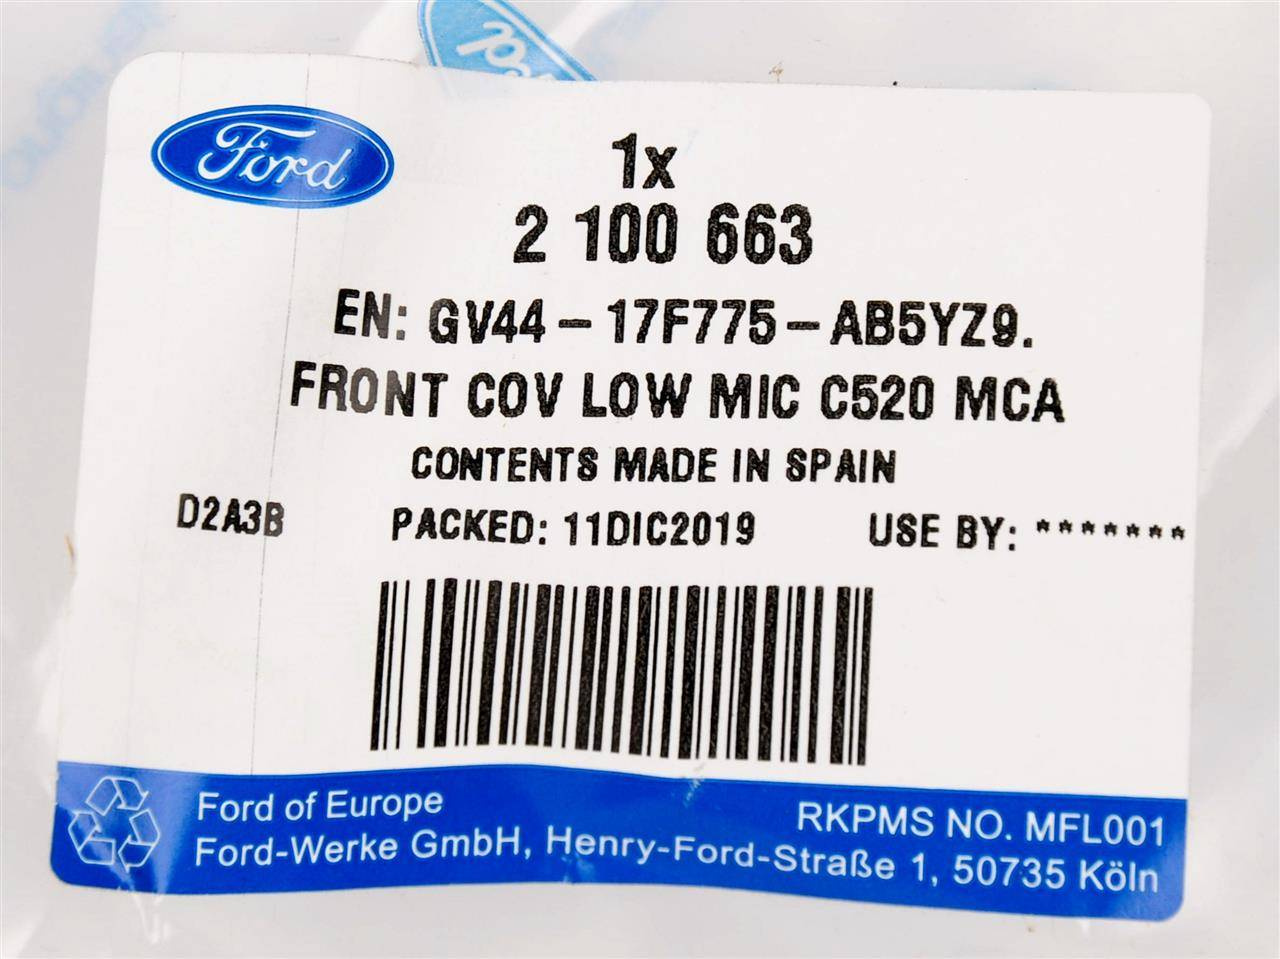 Ford
1x
2 100 663
EN: GV44-17F775-AB5YZ9.
FRONT COV LOW MIC C520 MCA
CONTENTS MADE IN SPAIN
D2A3B PACKED: 11DIC2019 USE BY: *******
Ford of Europe
RKPMS NO. MFL001
Ford-Werke GmbH, Henry-Ford-Straße 1, 50735 Köln